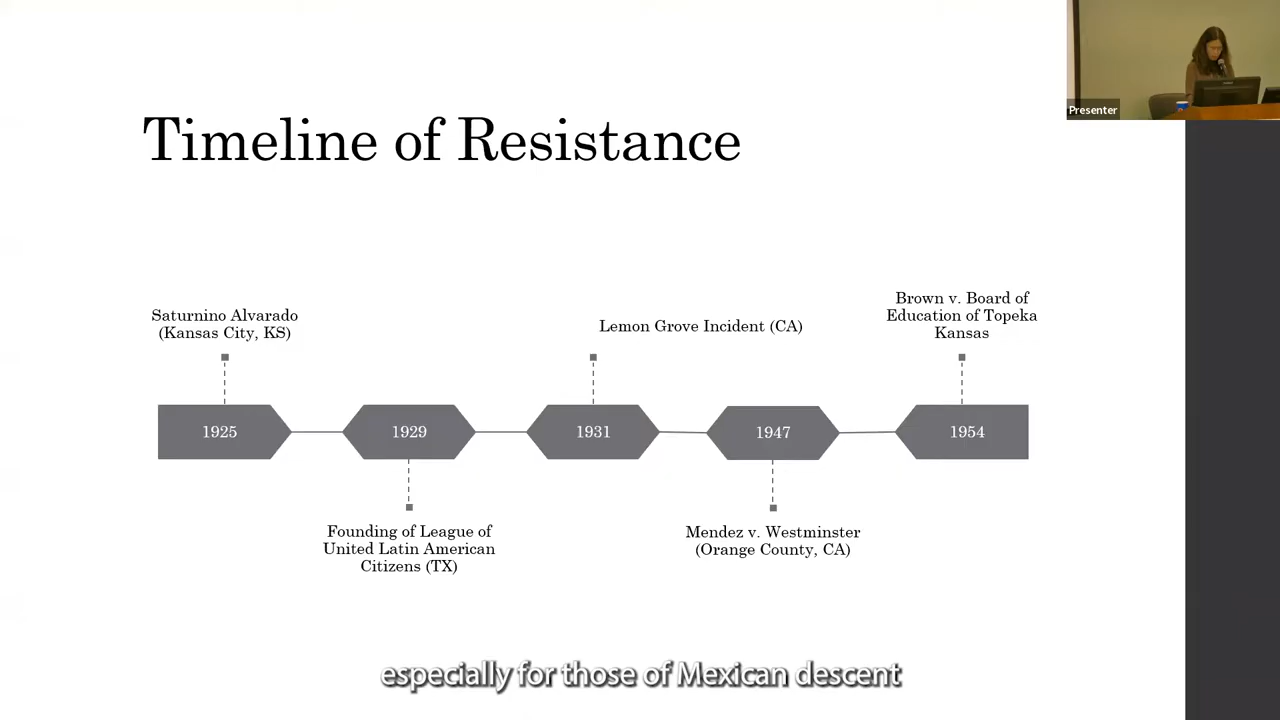 Presenter
Timeline of Resistance
Saturnino Alvarado
(Kansas City, KS)
Lemon Grove Incident (CA)
Brown v. Board of
Education of Topeka
Kansas
1925
1929
1931
1947
1954
Founding of League of
United Latin American
Citizens (TX)
Mendez v. Westminster
(Orange County, CA)
especially for those of Mexican descent